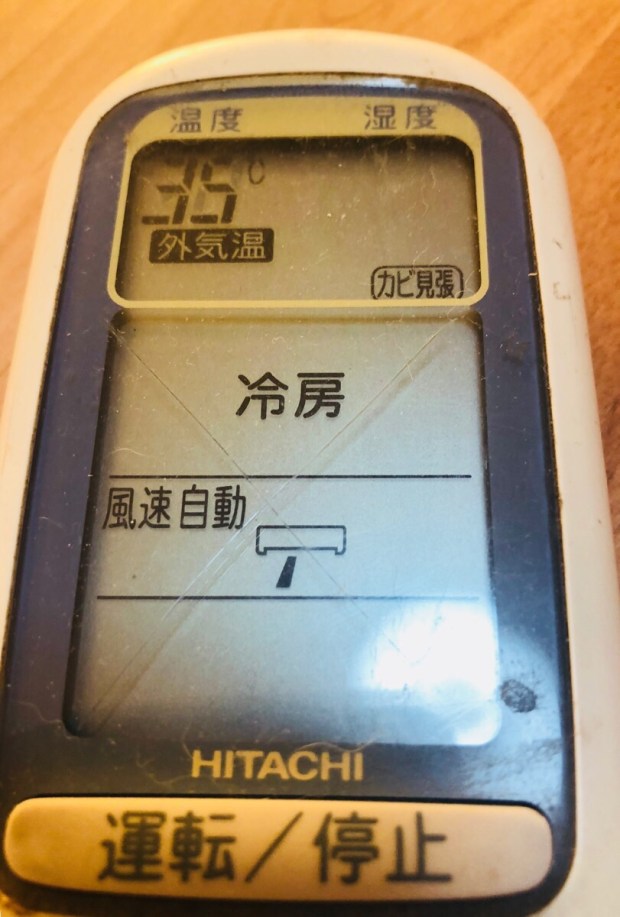 温度 湿度
35℃
外気温
カビ見張
冷房
風速自動
HITACHI
運転／停止